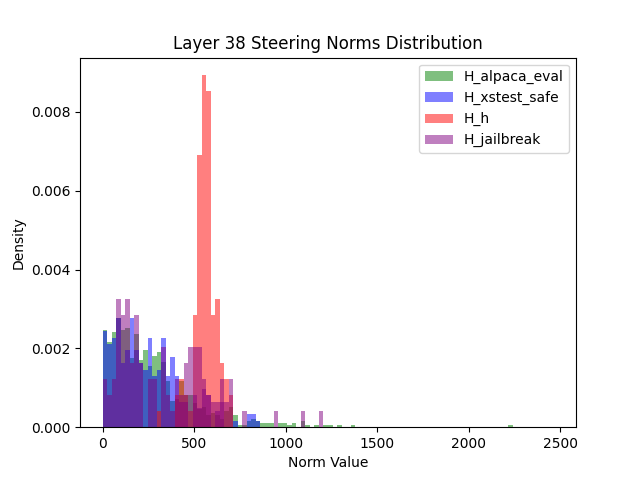 Layer 38 Steering Norms Distribution
H_alpaca_eval
H_xstest_safe
H_h
H_jailbreak
0.008
0.006
0.004
0.002
0.000
Density
0 500 1000 1500 2000 2500
Norm Value